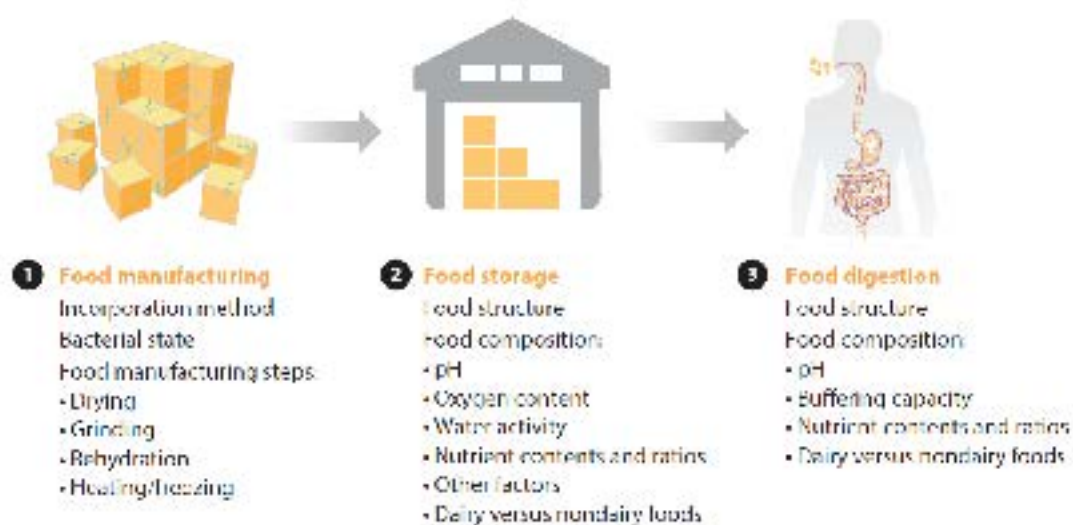 1 Food manufacturing
Incorporation method
Bacterial state
Food manufacturing steps:
• Drying
• Grinding
• Rehydration
• Heating/freezing
2 Food storage
Food structure
Food composition:
• pH
• Oxygen content
• Water activity
• Nutrient contents and ratios
• Other factors
• Dairy versus nondairy foods
3 Food digestion
Food structure
Food composition:
• pH
• Buffering capacity
• Nutrient contents and ratios
• Dairy versus nondairy foods